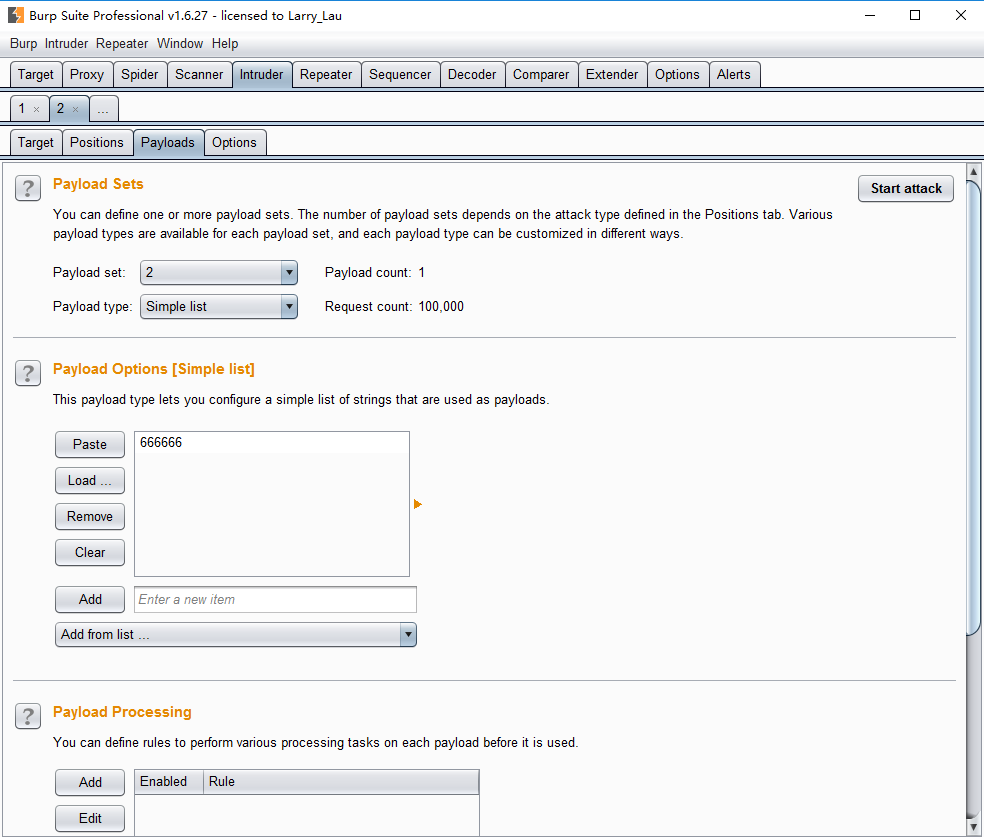 Burp Suite Professional v1.6.27 - licensed to Larry_Lau
Burp Intruder Repeater Window Help
Target Proxy Spider Scanner Intruder Repeater Sequencer Decoder Comparer Extender Options Alerts
1 × 2 × ...
Target Positions Payloads Options
? Payload Sets
Start attack
You can define one or more payload sets. The number of payload sets depends on the attack type defined in the Positions tab. Various
payload types are available for each payload set, and each payload type can be customized in different ways.
Payload set: 2 Payload count: 1
Payload type: Simple list Request count: 100,000
? Payload Options [Simple list]
This payload type lets you configure a simple list of strings that are used as payloads.
Paste 666666
Load ...
Remove
Clear
Add Enter a new item
Add from list ...
? Payload Processing
You can define rules to perform various processing tasks on each payload before it is used.
Add Enabled Rule
Edit